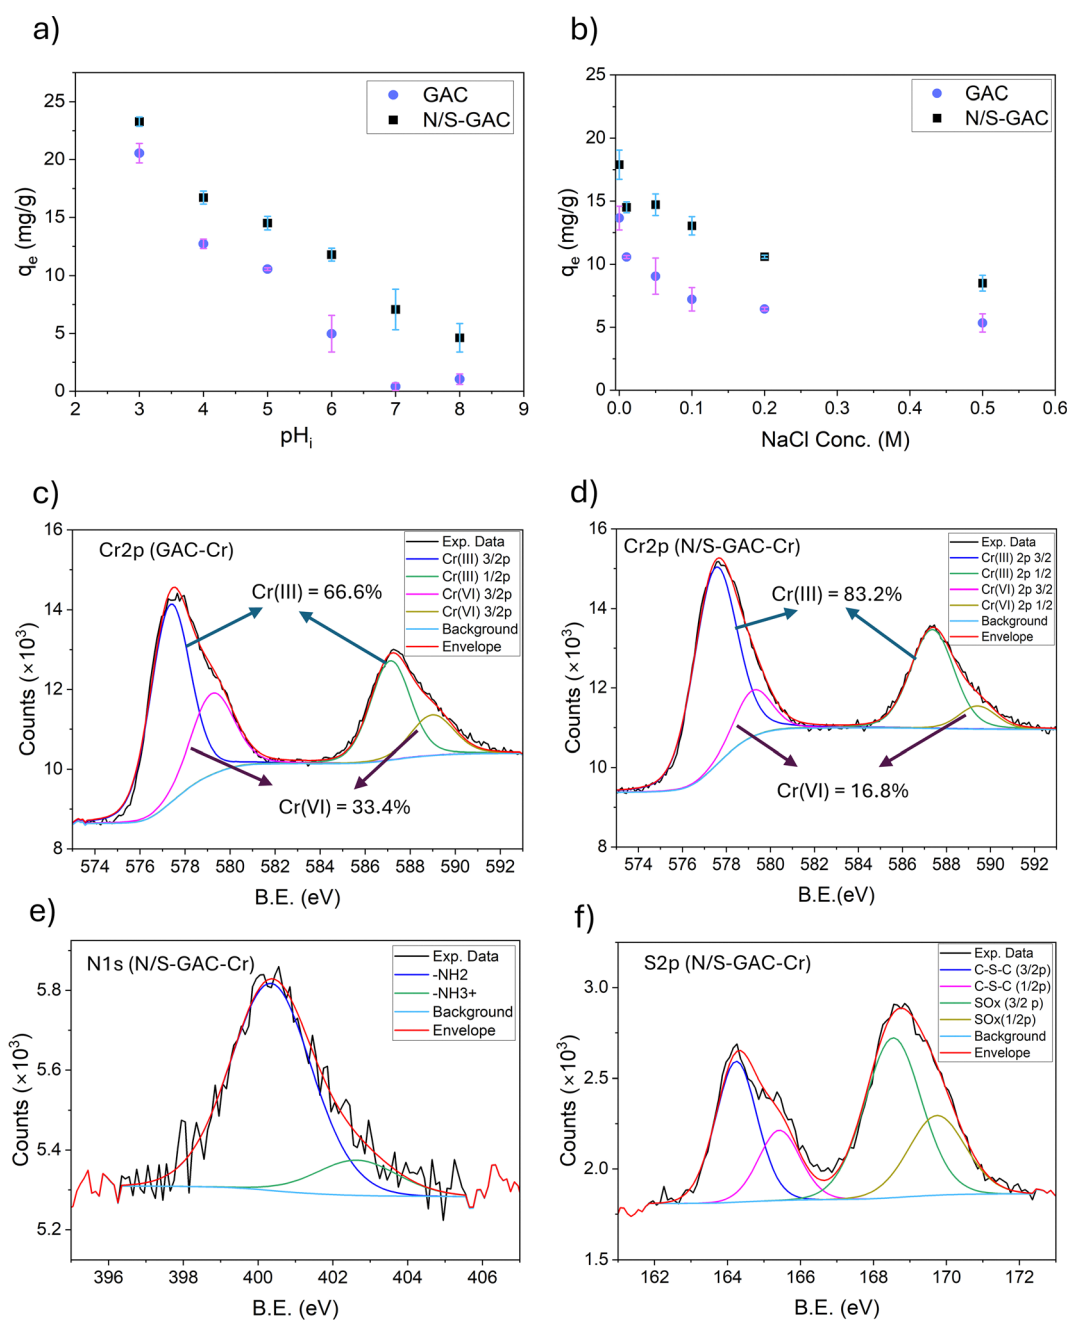 a)
GAC
N/S-GAC
25
20
15
10
5
0
qe (mg/g)
2 3 4 5 6 7 8 9
pHi
b)
GAC
N/S-GAC
25
20
15
10
5
0
qe (mg/g)
0.0 0.1 0.2 0.3 0.4 0.5 0.6
NaCl Conc. (M)
c)
Cr2p (GAC-Cr)
Exp. Data
Cr(III) 3/2p
Cr(III) 1/2p
Cr(VI) 3/2p
Cr(VI) 3/2p
Background
Envelope
Cr(III) = 66.6%
Cr(VI) = 33.4%
16
14
12
10
8
Counts (×10³)
574 576 578 580 582 584 586 588 590 592
B.E. (eV)
d)
Cr2p (N/S-GAC-Cr)
Exp. Data
Cr(III) 2p 3/2
Cr(III) 2p 1/2
Cr(VI) 2p 3/2
Cr(VI) 2p 1/2
Background
Envelope
Cr(III) = 83.2%
Cr(VI) = 16.8%
16
14
12
10
8
Counts (×10³)
574 576 578 580 582 584 586 588 590 592
B.E.(eV)
e)
N1s (N/S-GAC-Cr)
Exp. Data
-NH2
-NH3+
Background
Envelope
5.8
5.6
5.4
5.2
Counts (×10³)
396 398 400 402 404 406
B.E. (eV)
f)
S2p (N/S-GAC-Cr)
Exp. Data
C-S-C (3/2p)
C-S-C (1/2p)
SOx (3/2 p)
SOx(1/2p)
Background
Envelope
3.0
2.5
2.0
1.5
Counts (×10³)
162 164 166 168 170 172
B.E. (eV)